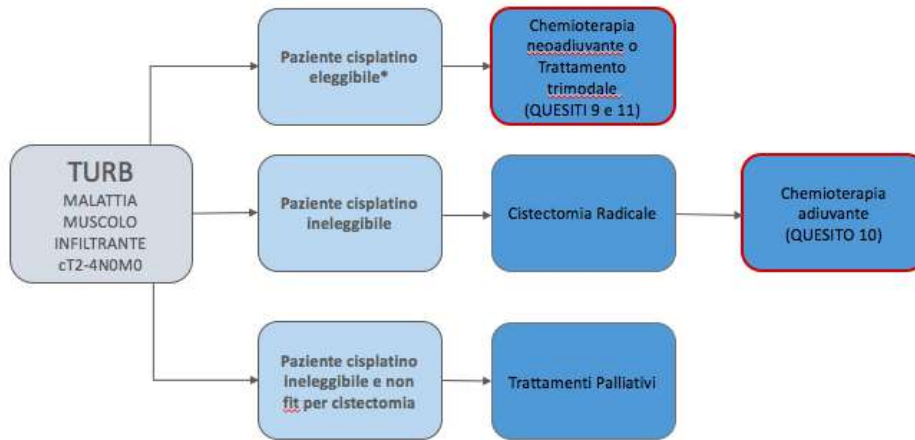 Paziente cisplatino
eleggibile*
Chemioterapia
neoadiuvante o
Trattamento
trimodale
(QUESITI 9 e 11)
TURB
MALATTIA
MUSCOLO
INFILTRANTE
cT2-4N0M0
Paziente cisplatino
ineleggibile
Cistectomia Radicale
Chemioterapia
adiuvante
(QUESITO 10)
Paziente cisplatino
ineleggibile e non
fit per cistectomia
Trattamenti Palliativi